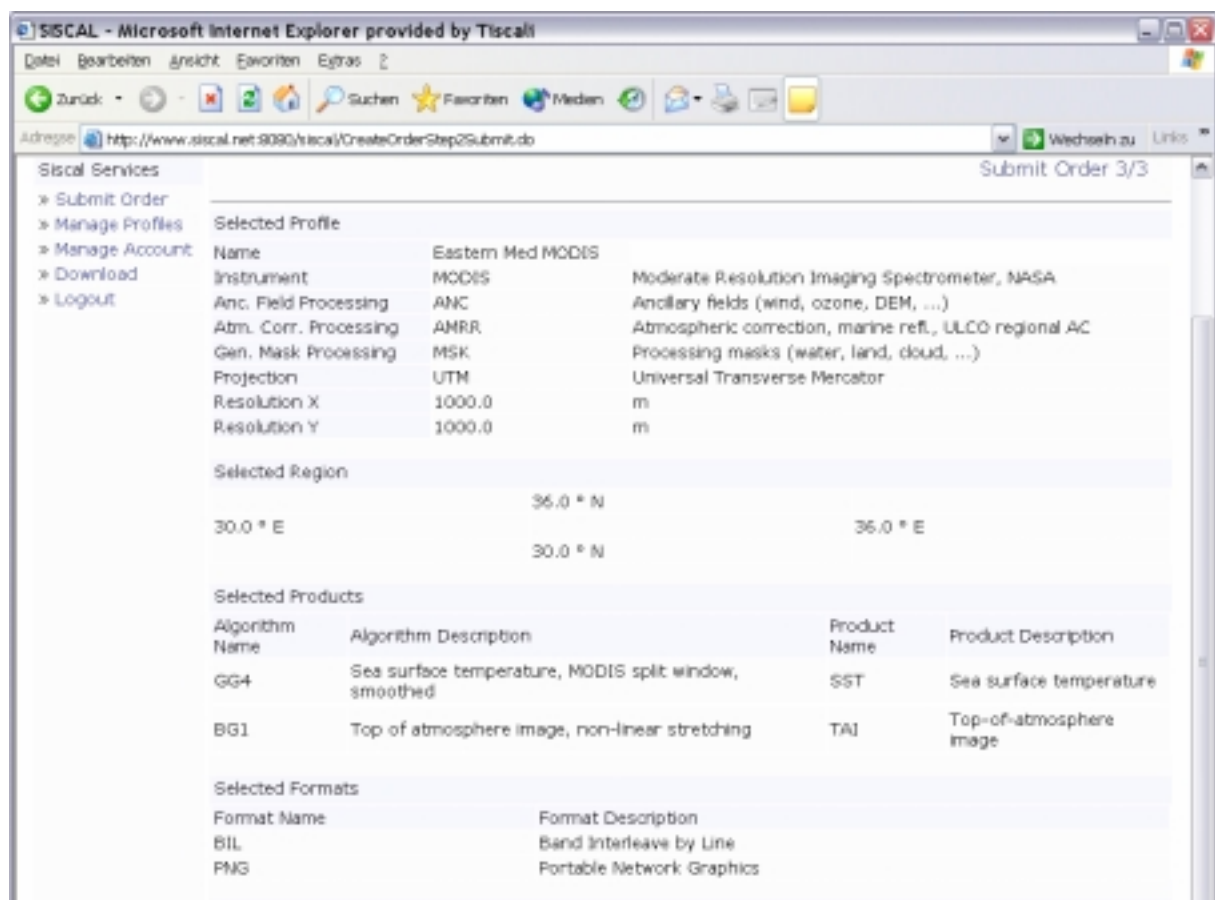 SISCAL - Microsoft Internet Explorer provided by Tiscali
Datei Bearbeiten Ansicht Favoriten Extras ?
Zurück Suchen Favoriten Medien
Adresse http://www.siscal.net:8080/siscal/CreateOrderStep2Submit.do Wechseln zu Links »
Siscal Services
» Submit Order
» Manage Profiles
» Manage Account
» Download
» Logout
Submit Order 3/3
Selected Profile
Name Eastern Med MODIS
Instrument MODIS Moderate Resolution Imaging Spectrometer, NASA
Anc. Field Processing ANC Ancillary fields (wind, ozone, DEM, ...)
Atm. Corr. Processing AMRR Atmospheric correction, marine refl., ULCO regional AC
Gen. Mask Processing MSK Processing masks (water, land, cloud, ...)
Projection UTM Universal Transverse Mercator
Resolution X 1000.0 m
Resolution Y 1000.0 m
Selected Region
36.0 ° N
30.0 ° E 36.0 ° E
30.0 ° N
Selected Products
Algorithm Name Algorithm Description Product Name Product Description
GG4 Sea surface temperature, MODIS split window, smoothed SST Sea surface temperature
BG1 Top of atmosphere image, non-linear stretching TAI Top-of-atmosphere image
Selected Formats
Format Name Format Description
BIL Band Interleave by Line
PNG Portable Network Graphics